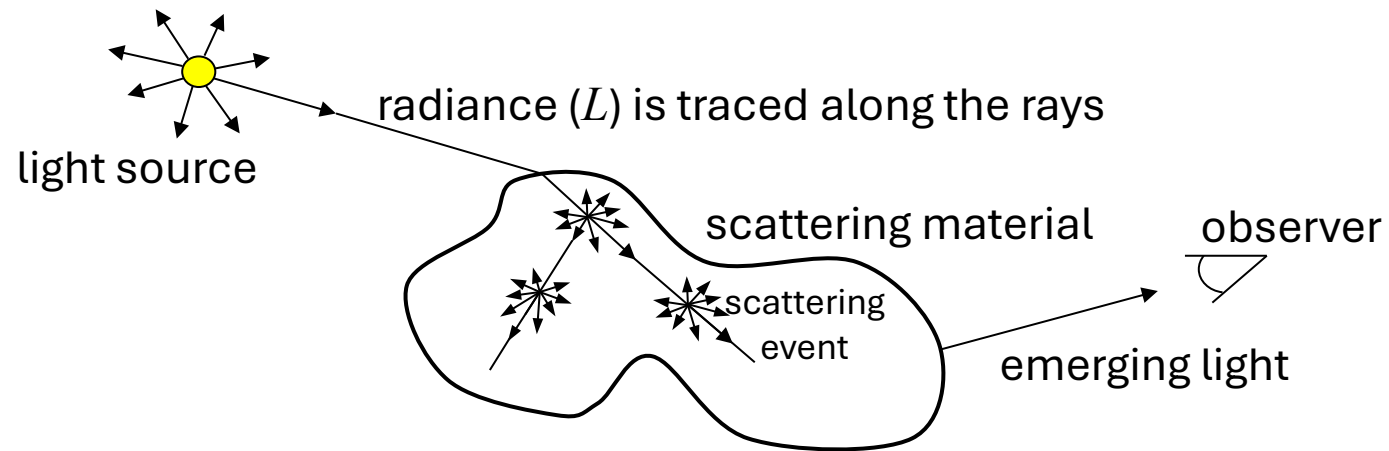 radiance (L) is traced along the rays
light source
scattering material
observer
scattering
event
emerging light